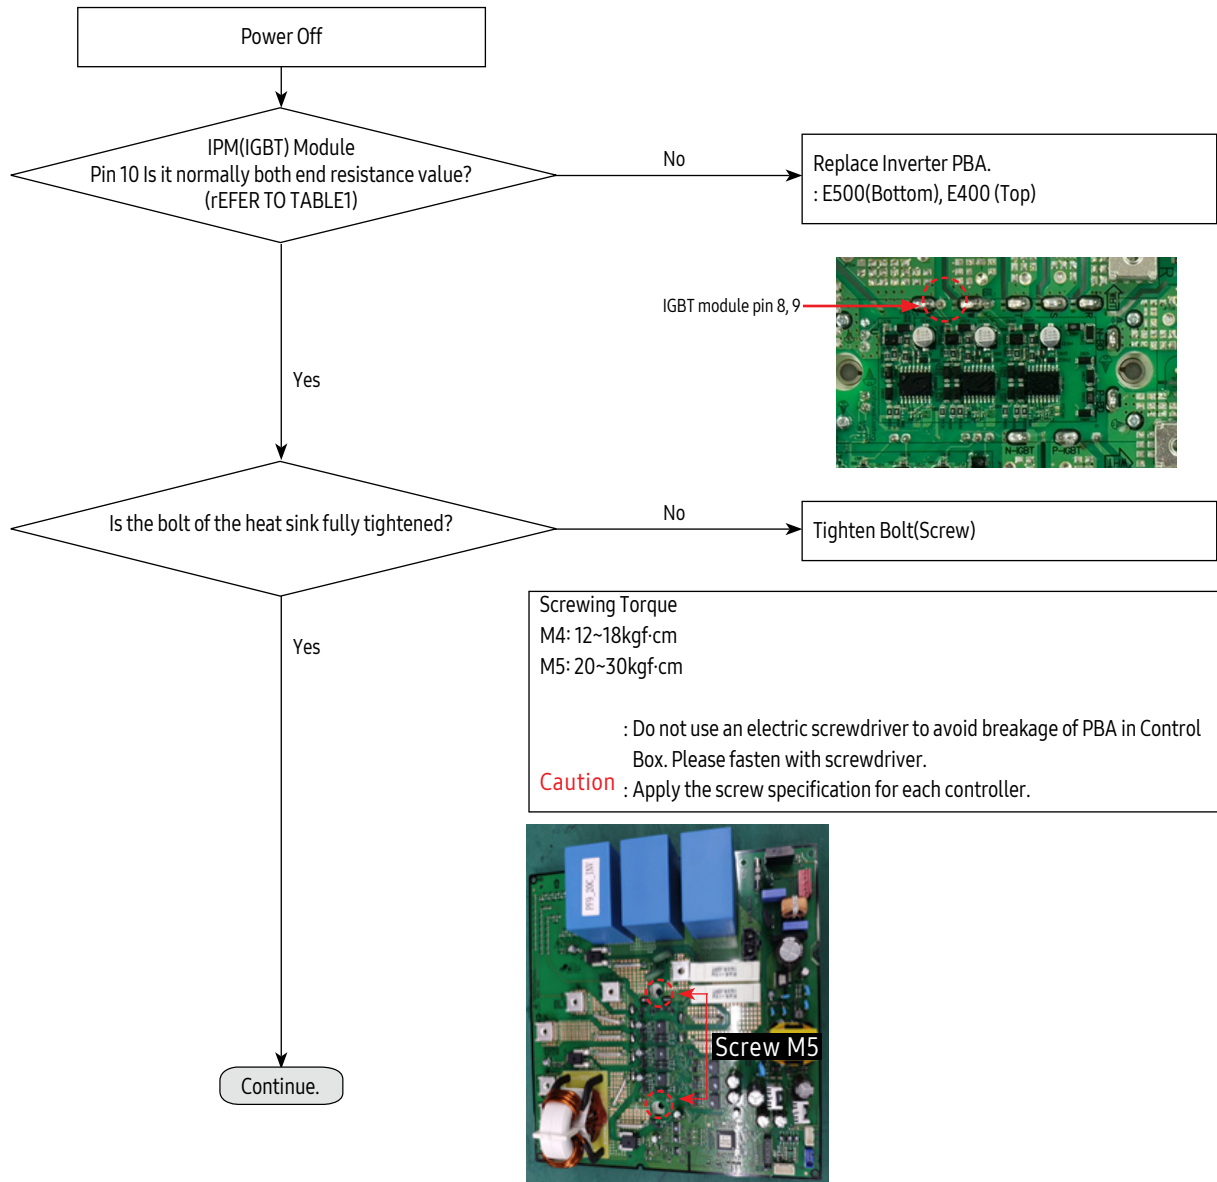 Power Off
IPM(IGBT) Module
Pin 10 Is it normally both end resistance value?
(rEFER TO TABLE1)
No
Replace Inverter PBA.
: E500(Bottom), E400 (Top)
IGBT module pin 8, 9
N-IGBT
P-IGBT
Yes
Is the bolt of the heat sink fully tightened?
No
Tighten Bolt(Screw)
Yes
Screwing Torque
M4: 12~18kgf·cm
M5: 20~30kgf·cm
: Do not use an electric screwdriver to avoid breakage of PBA in Control
Box. Please fasten with screwdriver.
Caution
: Apply the screw specification for each controller.
PF9_20C_INV
Screw M5
Continue.